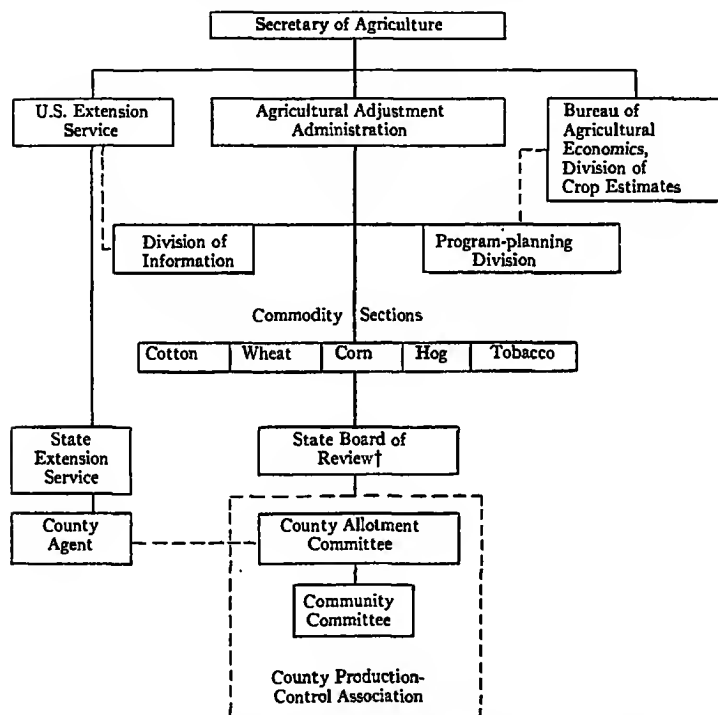 Secretary of Agriculture
U.S. Extension
Service
Agricultural Adjustment
Administration
Bureau of
Agricultural
Economics,
Division of
Crop Estimates
Division of
Information
Program-planning
Division
Commodity Sections
Cotton Wheat Corn Hog Tobacco
State
Extension
Service
State Board of
Review†
County
Agent
County Allotment
Committee
Community
Committee
County Production-
Control Association